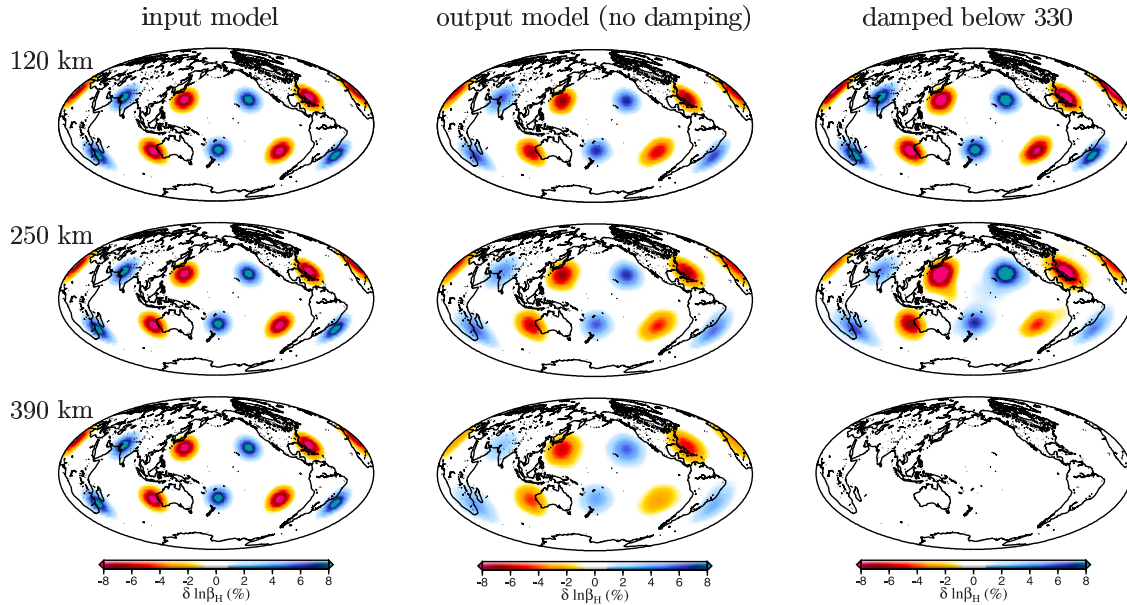 input model output model (no damping) damped below 330
120 km
250 km
390 km
-8 -6 -4 -2 0 2 4 6 8
δ lnβH (%)
-8 -6 -4 -2 0 2 4 6 8
δ lnβH (%)
-8 -6 -4 -2 0 2 4 6 8
δ lnβH (%)